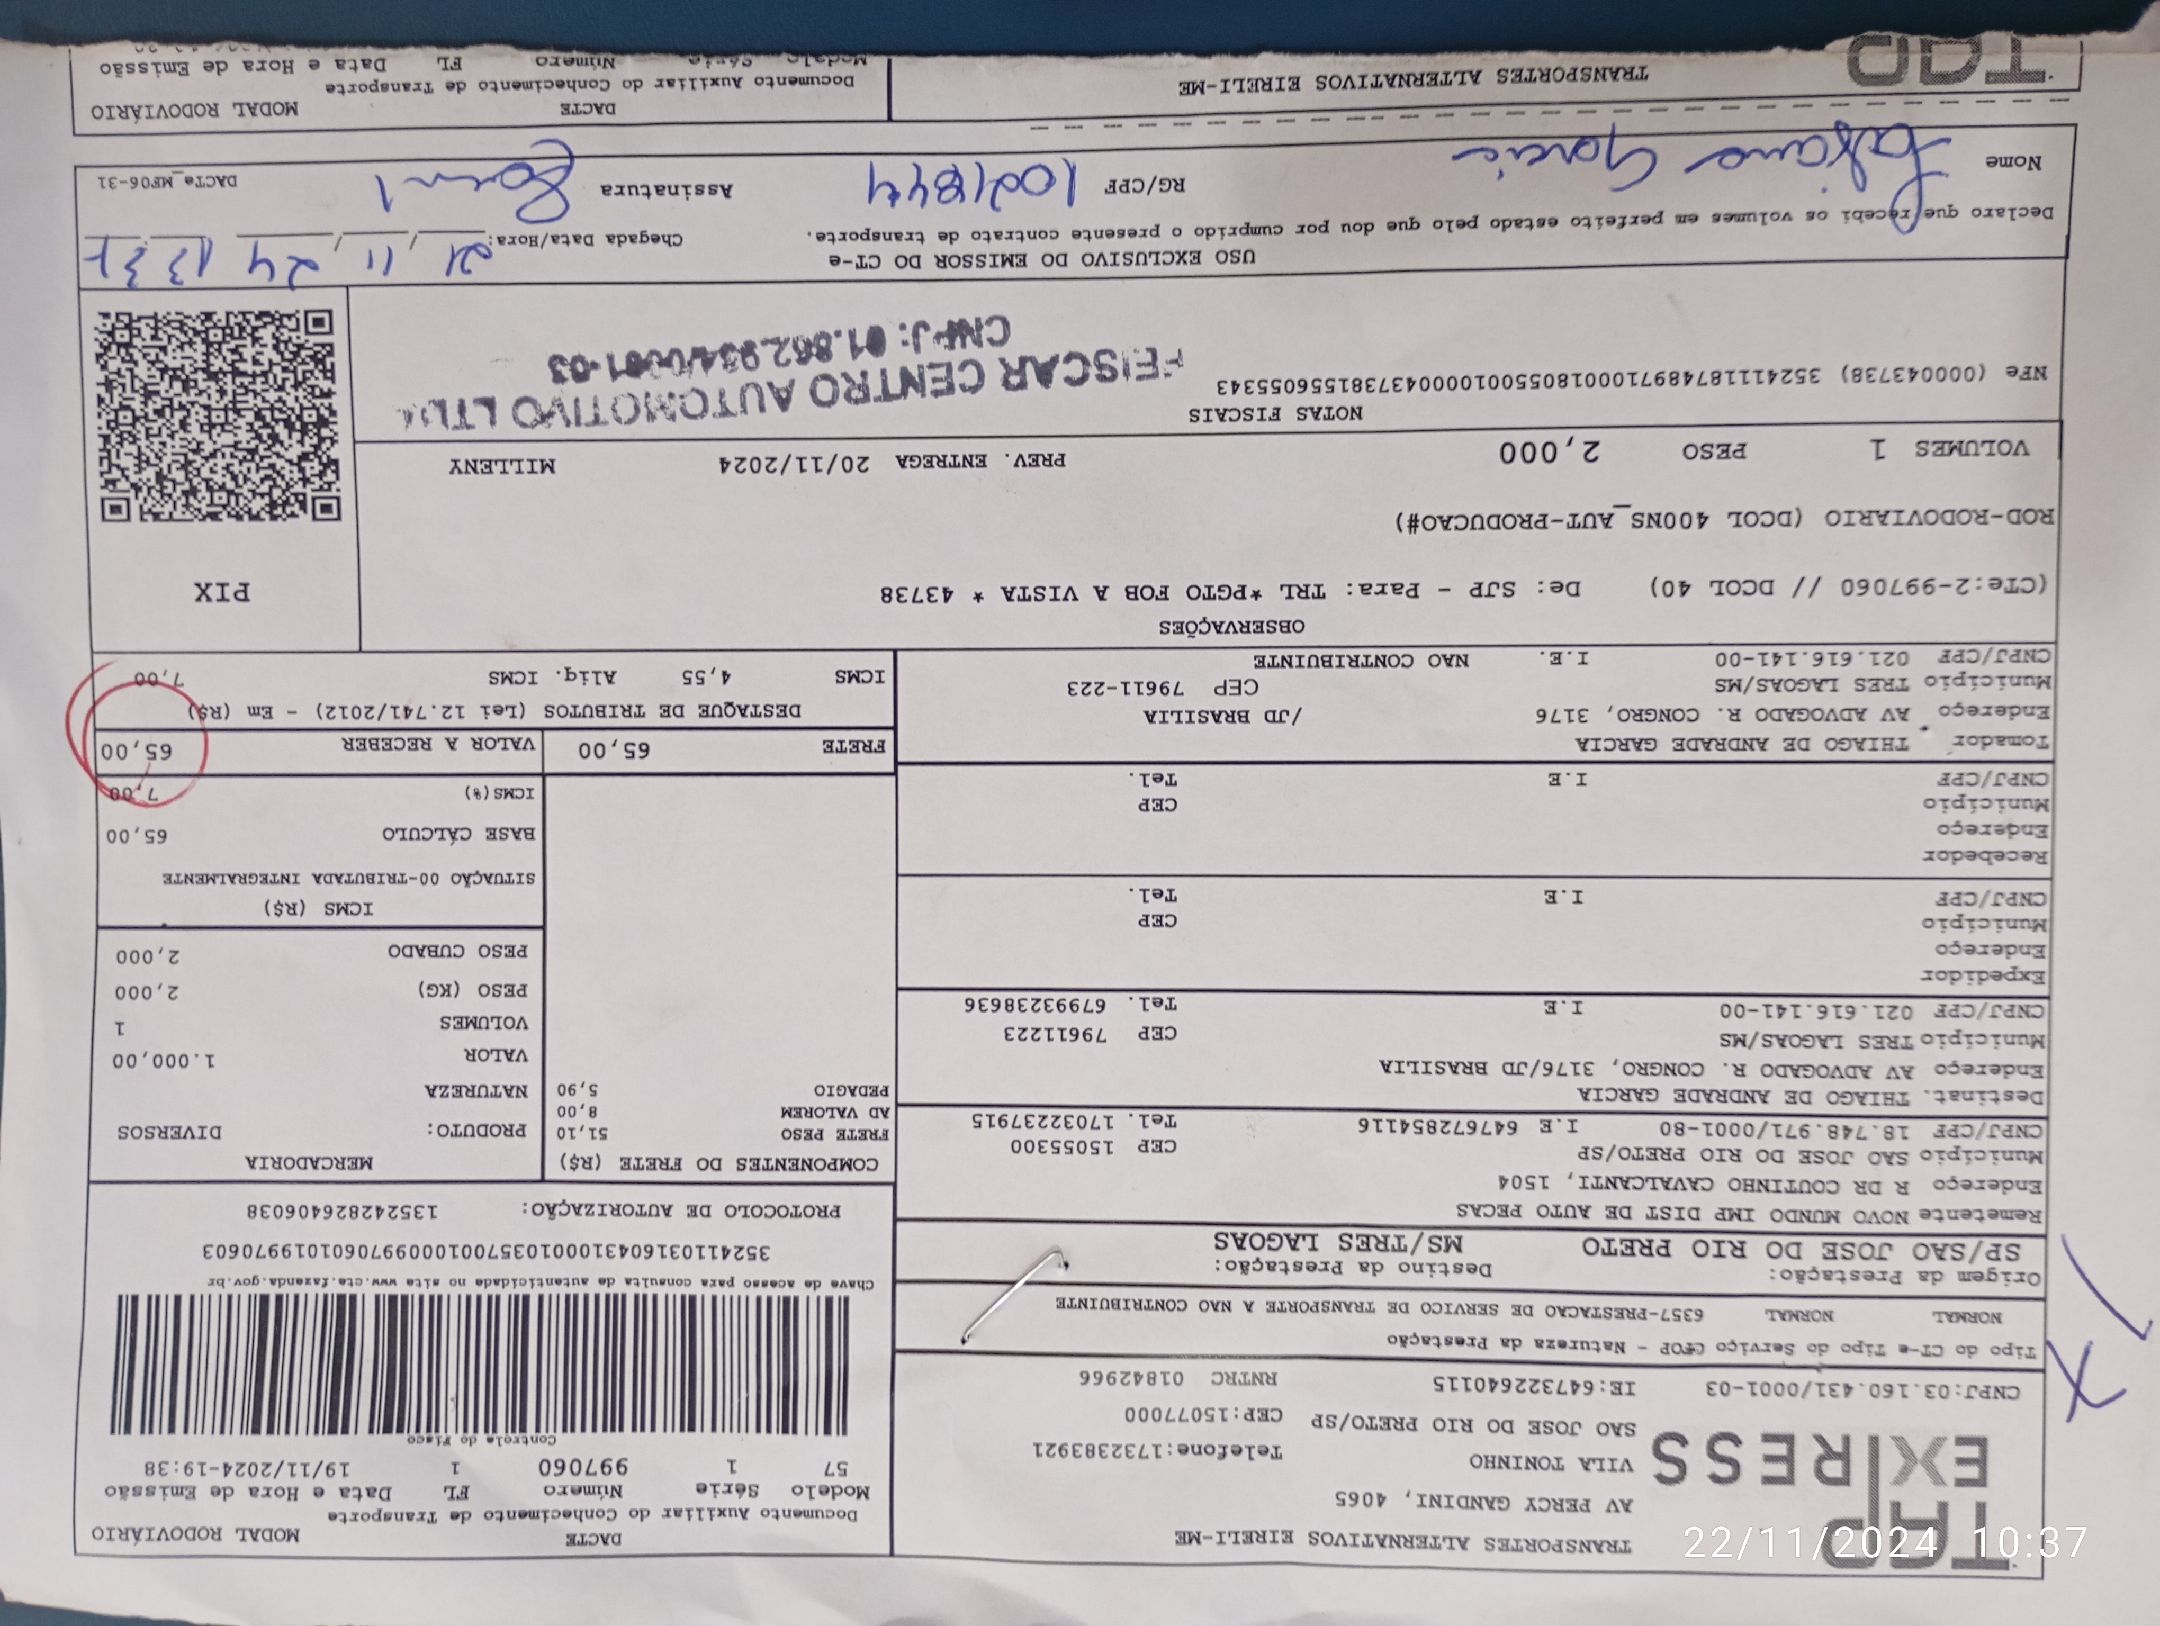 TAP
EXPRESS
TRANSPORTES ALTERNATIVOS EIRELI-ME
AV PERCY GANDINI, 4065
VILA TONINHO Telefone:1732383921
SAO JOSE DO RIO PRETO/SP CEP:15077000
CNPJ:03.160.431/0001-03 IE:647322640115 RNTRC 01842966
DACTE MODAL RODOVIÁRIO
Documento Auxiliar do Conhecimento de Transporte
Modelo Série Número FL Data e Hora de Emissão
57 1 997060 1 19/11/2024-19:38
Controle do Fisco
Tipo do CT-e Tipo do Serviço CFOP - Natureza da Prestação
NORMAL NORMAL 6357-PRESTACAO DE SERVICO DE TRANSPORTE A NAO CONTRIBUINTE
Origem da Prestação: Destino da Prestação:
SP/SAO JOSE DO RIO PRETO MS/TRES LAGOAS
Chave de acesso para consulta de autenticidade no site www.cte.fazenda.gov.br
35241103160431000103570010009970601019970603
PROTOCOLO DE AUTORIZAÇÃO: 135242826406038
Remetente NOVO MUNDO IMP DIST DE AUTO PECAS
Endereço R DR COUTINHO CAVALCANTI, 1504
Município SAO JOSE DO RIO PRETO/SP CEP 15055300
CNPJ/CPF 18.748.971/0001-80 I.E 647672854116 Tel. 17032237915
Destinat. THIAGO DE ANDRADE GARCIA
Endereço AV ADVOGADO R. CONGRO, 3176/JD BRASILIA
Município TRES LAGOAS/MS CEP 79611223
CNPJ/CPF 021.616.141-00 I.E Tel. 67993238636
Expedidor
Endereço
Município CEP
CNPJ/CPF I.E Tel.
Recebedor
Endereço
Município CEP
CNPJ/CPF I.E Tel.
Tomador THIAGO DE ANDRADE GARCIA
Endereço AV ADVOGADO R. CONGRO, 3176 /JD BRASILIA
Município TRES LAGOAS/MS CEP 79611-223
CNPJ/CPF 021.616.141-00 I.E. NAO CONTRIBUINTE
COMPONENTES DO FRETE (R$)
FRETE PESO 51,10
AD VALOREM 8,00
PEDAGIO 5,90
MERCADORIA
PRODUTO: DIVERSOS
NATUREZA
VALOR 1.000,00
VOLUMES 1
PESO (KG) 2,000
PESO CUBADO 2,000
ICMS (R$)
SITUAÇÃO 00-TRIBUTADA INTEGRALMENTE
BASE CÁLCULO 65,00
ICMS(%) 7,00
FRETE 65,00 VALOR A RECEBER 65,00
DESTAQUE DE TRIBUTOS (Lei 12.741/2012) - Em (R$)
ICMS 4,55 Aliq. ICMS 7,00
OBSERVAÇÕES
(CTe:2-997060 // DCOL 40) De: SJP - Para: TRL *PGTO FOB A VISTA * 43738
ROD-RODOVIARIO (DCOL 400NS_AUT-PRODUCAO#)
PIX
VOLUMES 1 PESO 2,000 PREV. ENTREGA 20/11/2024 MILLENY
NOTAS FISCAIS
NFe (000043738) 35241118748971000180550010000437381556055343
FEISCAR CENTRO AUTOMOTIVO LTDA
CNPJ: 01.862.934/0001-03
USO EXCLUSIVO DO EMISSOR DO CT-e
Declaro que recebi os volumes em perfeito estado pelo que dou por cumprido o presente contrato de transporte.
Chegada Data/Hora: 21/11/24 13:37
Nome Garcia RG/CPF 1001844 Assinatura
DACTe_MF06-31
TAP
TRANSPORTES ALTERNATIVOS EIRELI-ME
DACTE MODAL RODOVIÁRIO
Documento Auxiliar do Conhecimento de Transporte
Modelo Série Número FL Data e Hora de Emissão
22/11/2024 10:37